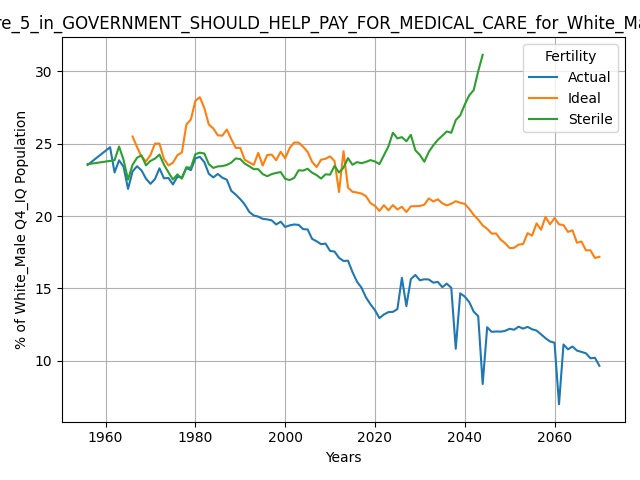 re_5_in_GOVERNMENT_SHOULD_HELP_PAY_FOR_MEDICAL_CARE_for_White_Ma
% of White_Male Q4_IQ Population
30
25
20
15
10
Fertility
Actual
Ideal
Sterile
1960
1980
2000
2020
2040
2060
Years